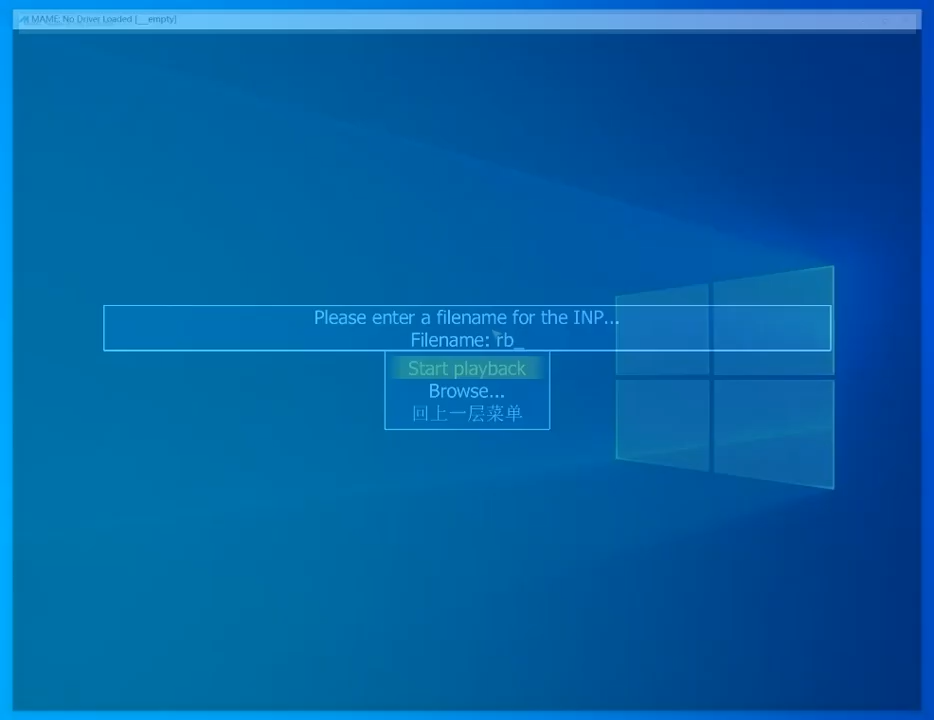 MAME: No Driver Loaded [___empty]
Please enter a filename for the INP...
Filename: rb_
Start playback
Browse...
回上一层菜单